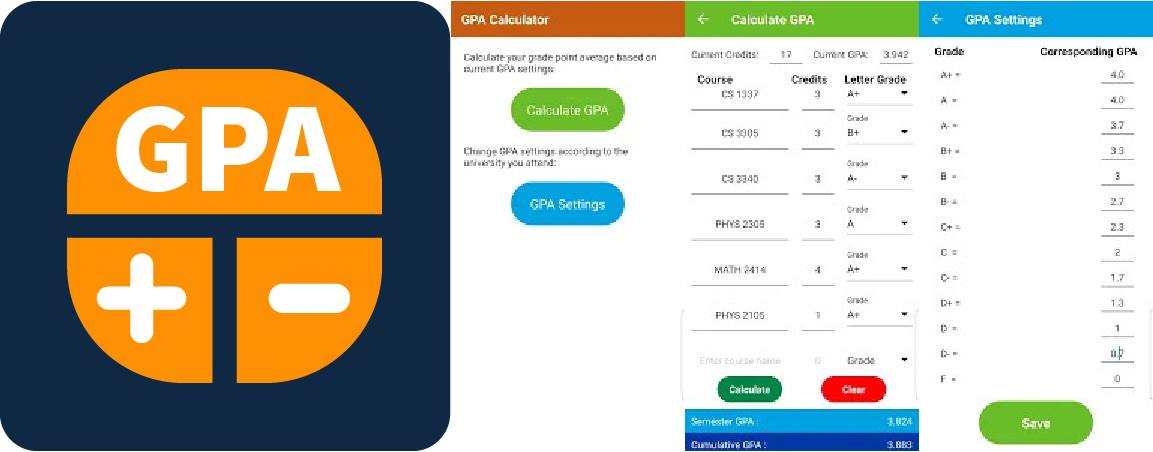 GPA
GPA Calculator
Calculate your grade point average based on
current GPA settings:
Calculate GPA
Change GPA settings according to the
university you attend:
GPA Settings
Calculate GPA
Current Credits: 17 Current GPA: 3.942
Course Credits Letter Grade
CS 1337 3 A+
Grade
CS 3305 3 B+
Grade
CS 3340 3 A-
Grade
PHYS 2305 3 A
Grade
MATH 2414 4 A+
Grade
PHYS 2105 1 A+
Enter course name 0 Grade
Calculate Clear
Semester GPA : 3.824
Cumulative GPA : 3.883
GPA Settings
Grade Corresponding GPA
A+ = 4.0
A = 4.0
A- = 3.7
B+ = 3.3
B = 3
B- = 2.7
C+ = 2.3
C = 2
C- = 1.7
D+ = 1.3
D = 1
D- = 0.7
F = 0
Save